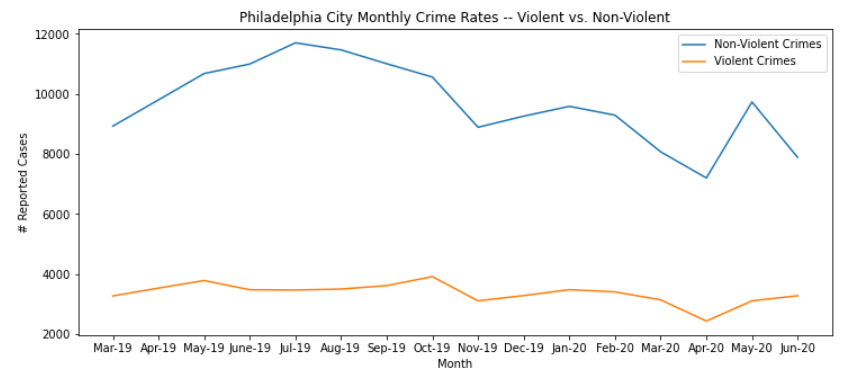 Philadelphia City Monthly Crime Rates -- Violent vs. Non-Violent
12000
10000
8000
6000
4000
2000
# Reported Cases
Non-Violent Crimes
Violent Crimes
Mar-19 Apr-19 May-19 June-19 Jul-19 Aug-19 Sep-19 Oct-19 Nov-19 Dec-19 Jan-20 Feb-20 Mar-20 Apr-20 May-20 Jun-20
Month